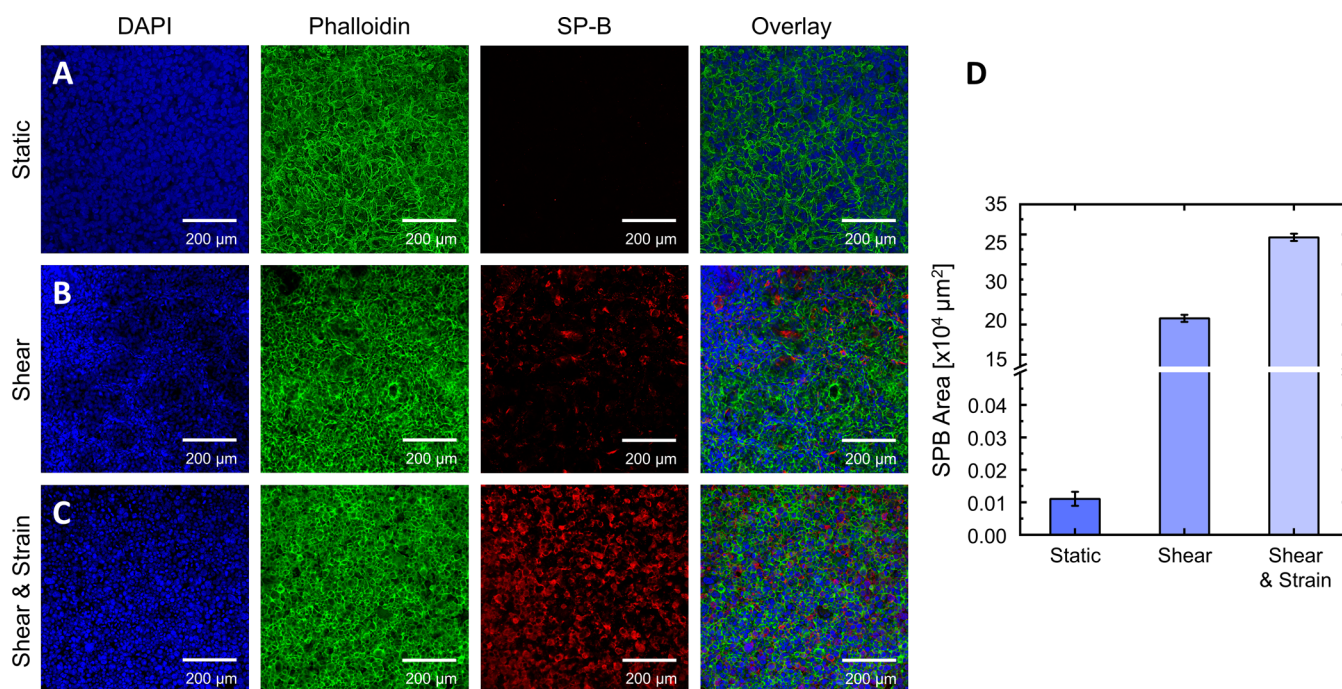 DAPI Phalloidin SP-B Overlay
A
Static
200 µm 200 µm 200 µm 200 µm
B
Shear
200 µm 200 µm 200 µm 200 µm
C
Shear & Strain
200 µm 200 µm 200 µm 200 µm
D
SPB Area [x10⁴ µm²]
35
25
30
20
15
0.04
0.03
0.02
0.01
0.00
Static Shear Shear
& Strain